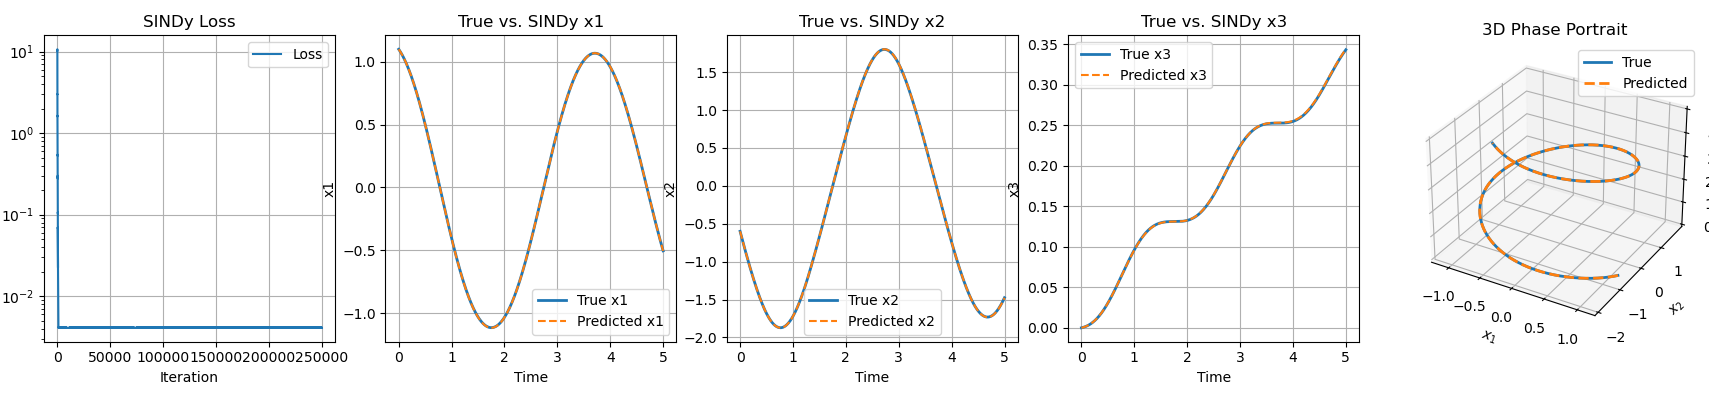 SINDy Loss
10¹
10⁰
10⁻¹
10⁻²
Loss
0
50000
100000
150000
200000
250000
Iteration
True vs. SINDy x1
x1
1.0
0.5
0.0
−0.5
−1.0
True x1
Predicted x1
0 1 2 3 4 5
Time
True vs. SINDy x2
x2
1.5
1.0
0.5
0.0
−0.5
−1.0
−1.5
−2.0
True x2
Predicted x2
0 1 2 3 4 5
Time
True vs. SINDy x3
x3
0.35
0.30
0.25
0.20
0.15
0.10
0.05
0.00
True x3
Predicted x3
0 1 2 3 4 5
Time
3D Phase Portrait
True
Predicted
−1.0
−0.5
0.0
0.5
1.0
x₁
−2
−1
0
1
x₂